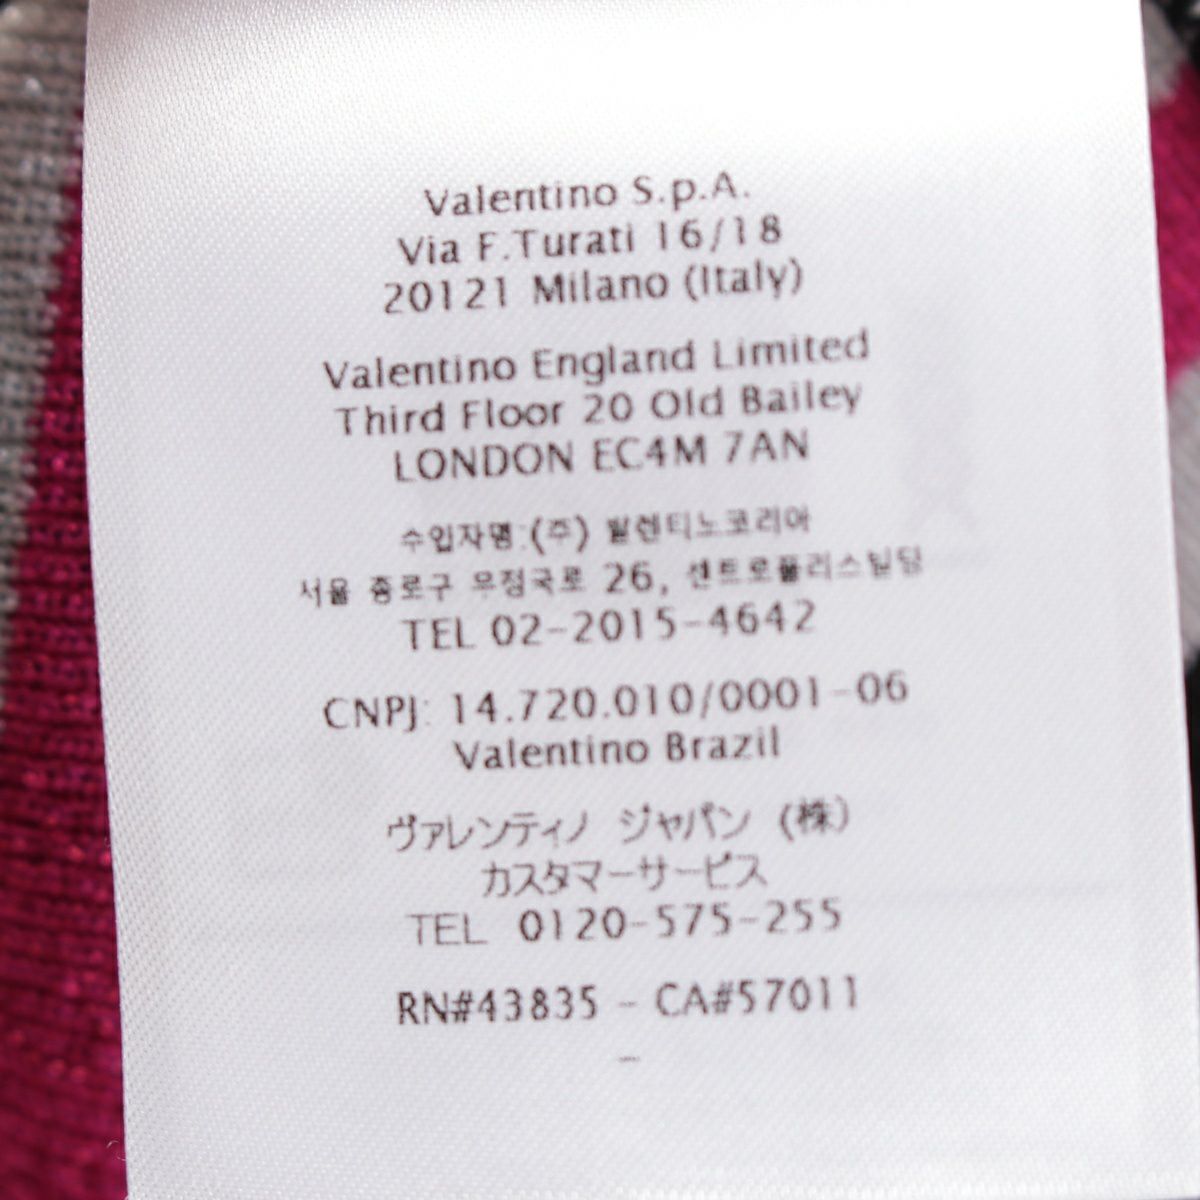 Valentino S.p.A.
Via F.Turati 16/18
20121 Milano (Italy)
Valentino England Limited
Third Floor 20 Old Bailey
LONDON EC4M 7AN
수입자명:(주) 발렌티노코리아
서울 종로구 우정국로 26, 센트로폴리스빌딩
TEL 02-2015-4642
CNPJ: 14.720.010/0001-06
Valentino Brazil
ヴァレンティノ ジャパン (株)
カスタマーサービス
TEL 0120-575-255
RN#43835 - CA#57011
-